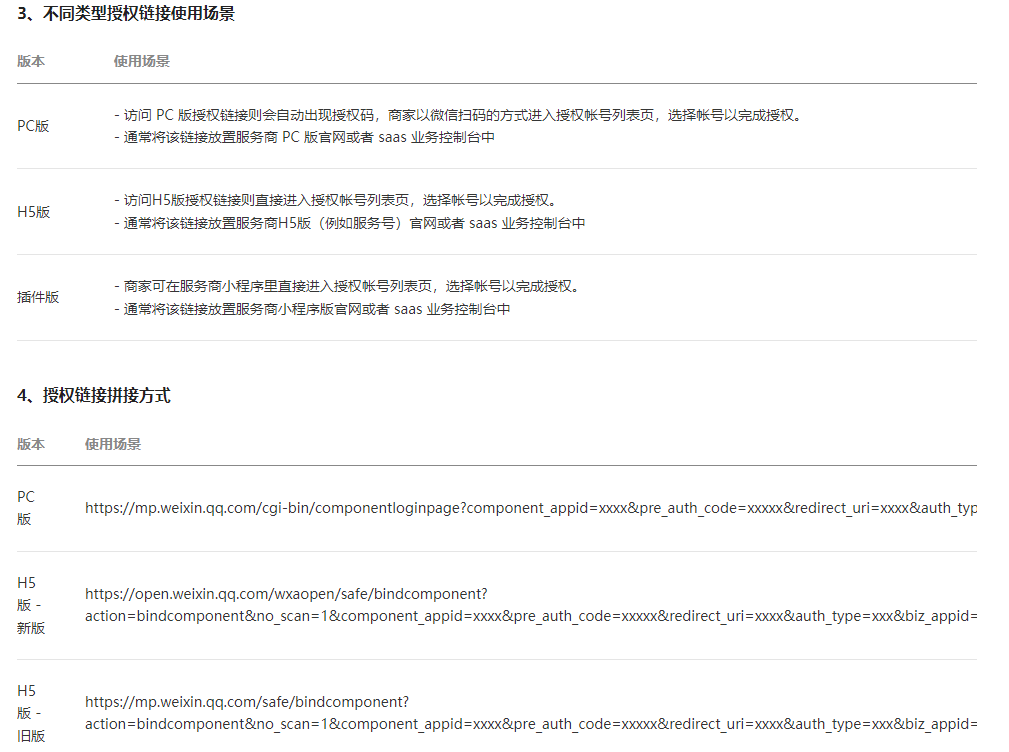 3、不同类型授权链接使用场景
版本 使用场景
PC版
- 访问 PC 版授权链接则会自动出现授权码，商家以微信扫码的方式进入授权帐号列表页，选择帐号以完成授权。
- 通常将该链接放置服务商 PC 版官网或者 saas 业务控制台中
H5版
- 访问H5版授权链接则直接进入授权帐号列表页，选择帐号以完成授权。
- 通常将该链接放置服务商H5版（例如服务号）官网或者 saas 业务控制台中
插件版
- 商家可在服务商小程序里直接进入授权帐号列表页，选择帐号以完成授权。
- 通常将该链接放置服务商小程序版官网或者 saas 业务控制台中
4、授权链接拼接方式
版本 使用场景
PC
版
https://mp.weixin.qq.com/cgi-bin/componentloginpage?component_appid=xxxx&pre_auth_code=xxxxx&redirect_uri=xxxx&auth_typ
H5
版 -
新版
https://open.weixin.qq.com/wxaopen/safe/bindcomponent?
action=bindcomponent&no_scan=1&component_appid=xxxx&pre_auth_code=xxxxx&redirect_uri=xxxx&auth_type=xxx&biz_appid=
H5
版 -
旧版
https://mp.weixin.qq.com/safe/bindcomponent?
action=bindcomponent&no_scan=1&component_appid=xxxx&pre_auth_code=xxxxx&redirect_uri=xxxx&auth_type=xxx&biz_appid=